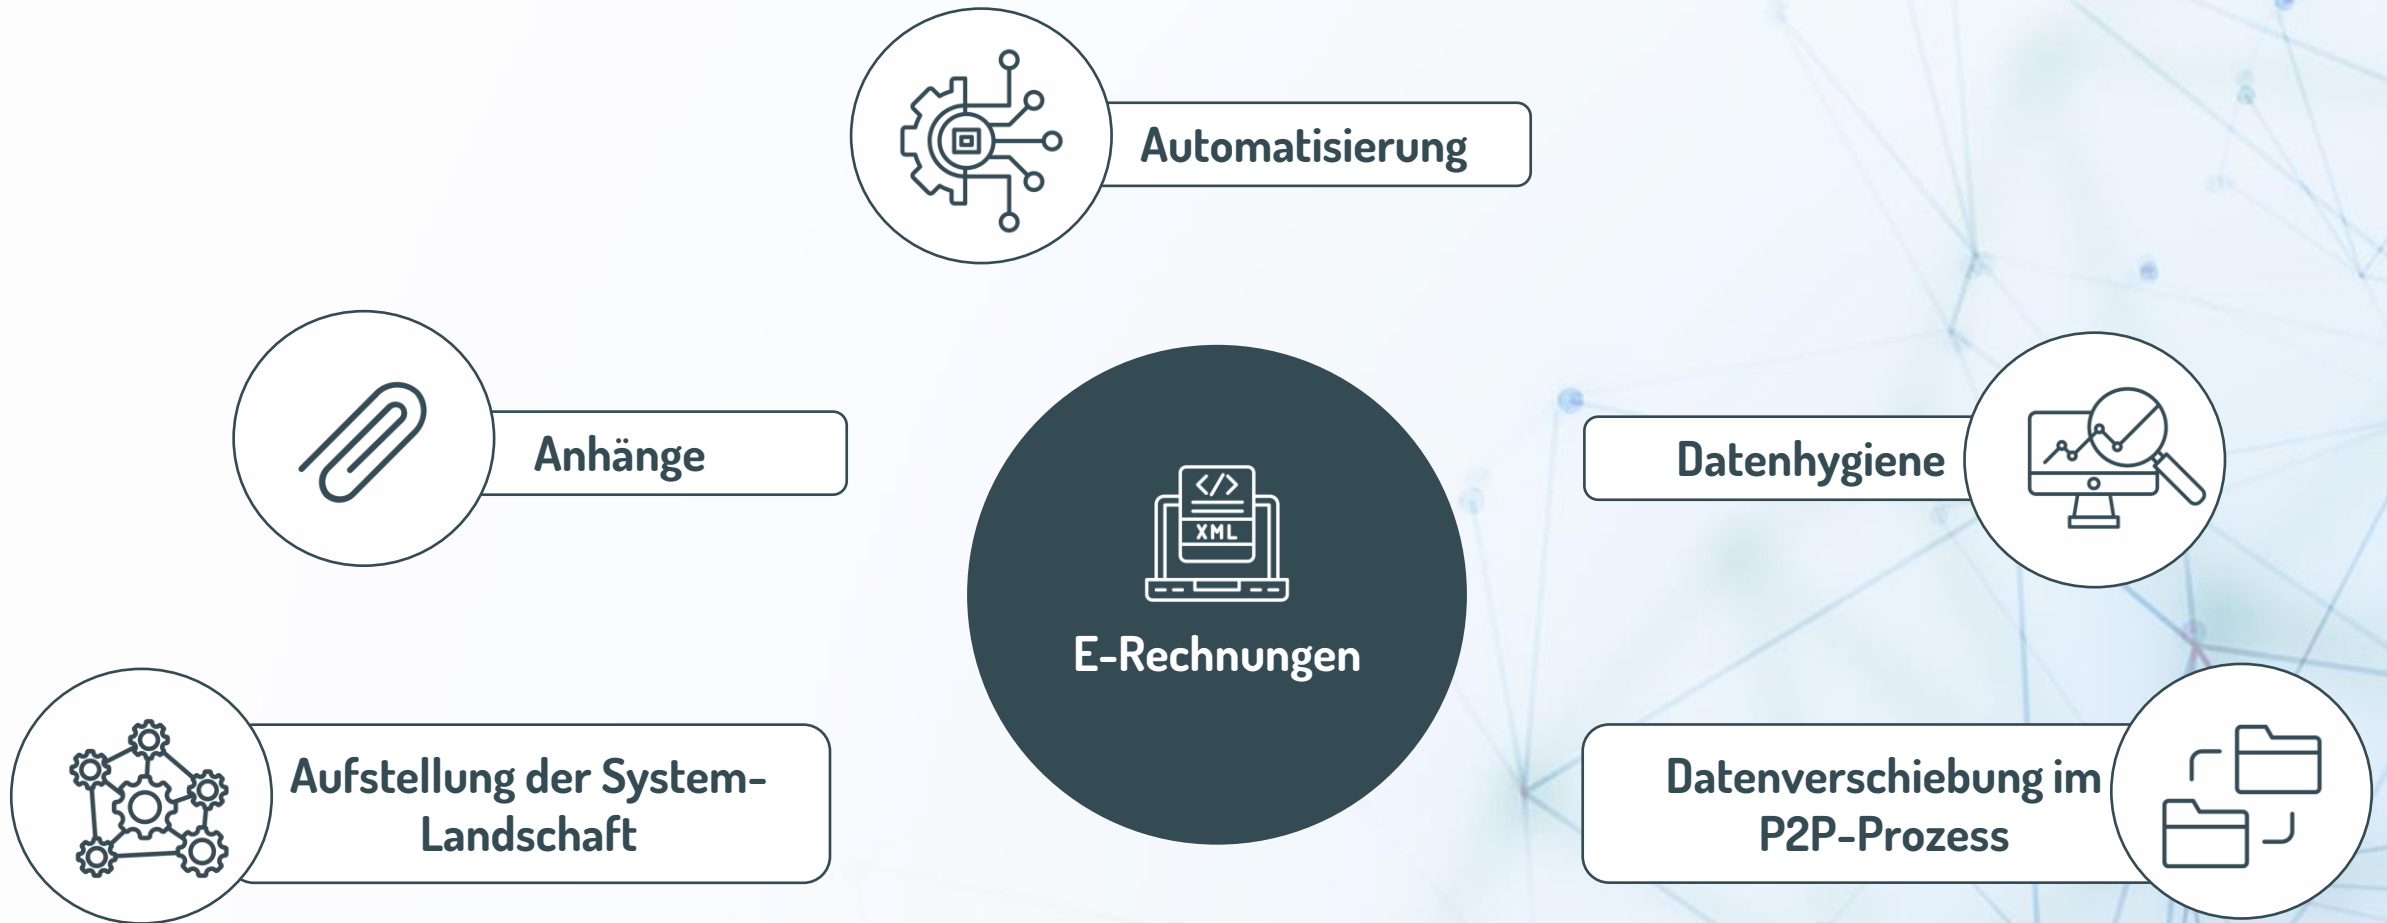 Automatisierung
Anhänge
Datenhygiene
</>
XML
E-Rechnungen
Aufstellung der System-
Landschaft
Datenverschiebung im
P2P-Prozess